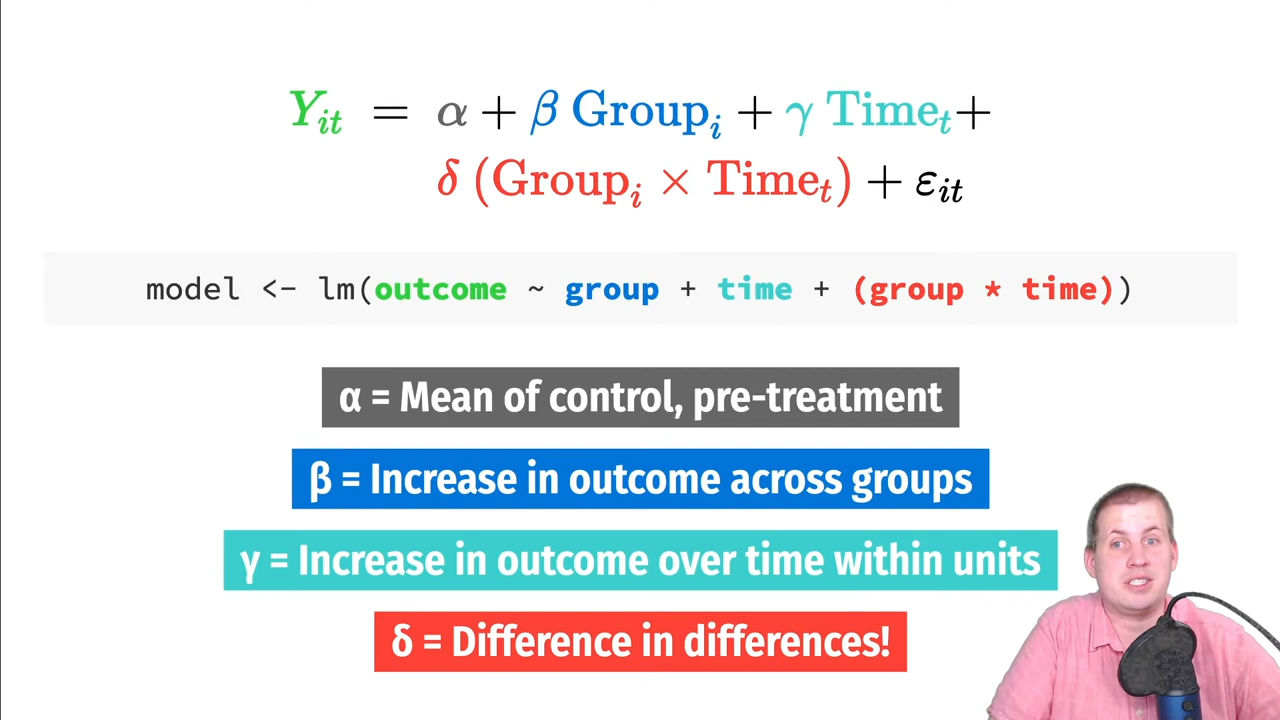 Yᵢₜ = α + β Groupᵢ + γ Timeₜ +
δ (Groupᵢ × Timeₜ) + εᵢₜ
model <- lm(outcome ~ group + time + (group * time))
α = Mean of control, pre-treatment
β = Increase in outcome across groups
γ = Increase in outcome over time within units
δ = Difference in differences!